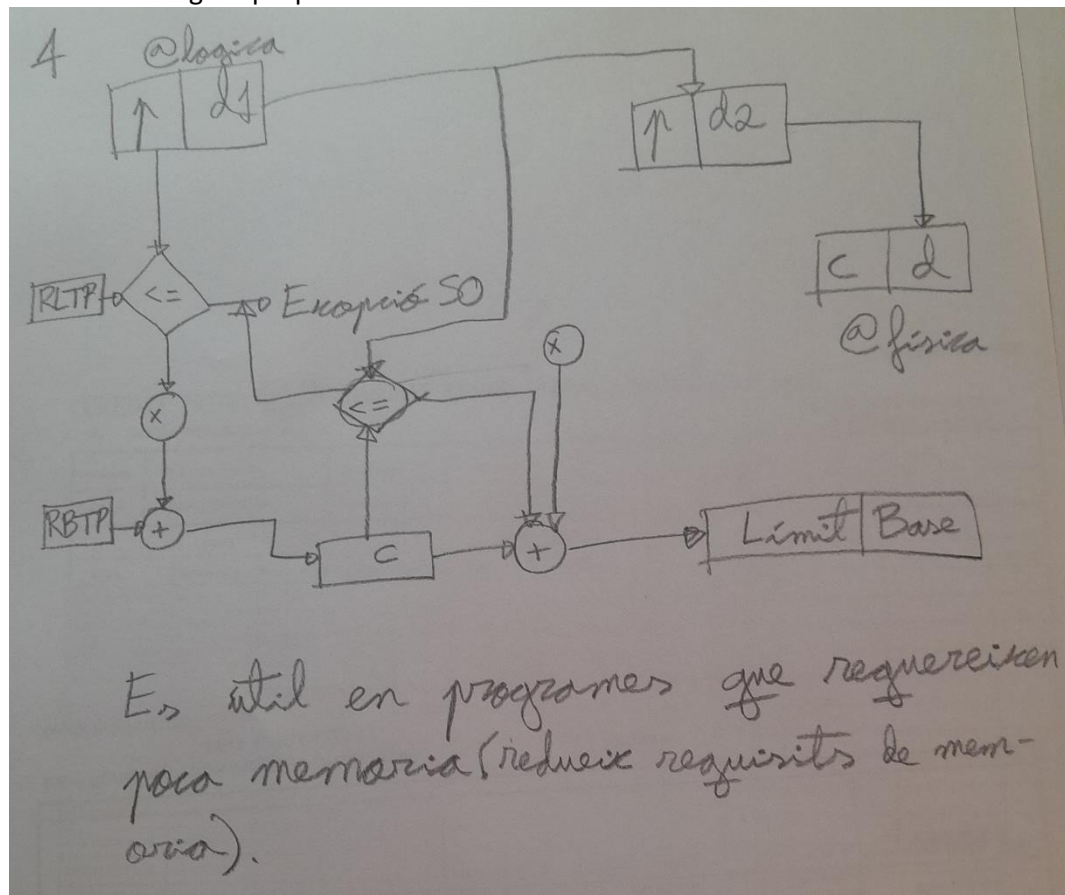 4
@logica
p d1
p d2
c d
@física
RLTP <= Excepció SO
x
x
<=
RBTP + C + Límit Base
Es útil en programes que requereixen
poca memoria (redueix requisits de mem-
oria).